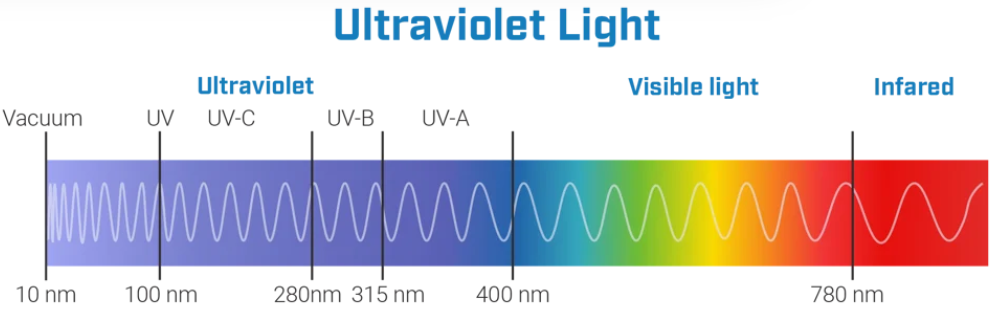 Ultraviolet Light
Ultraviolet Visible light Infared
Vacuum UV UV-C UV-B UV-A
10 nm 100 nm 280nm 315 nm 400 nm 780 nm